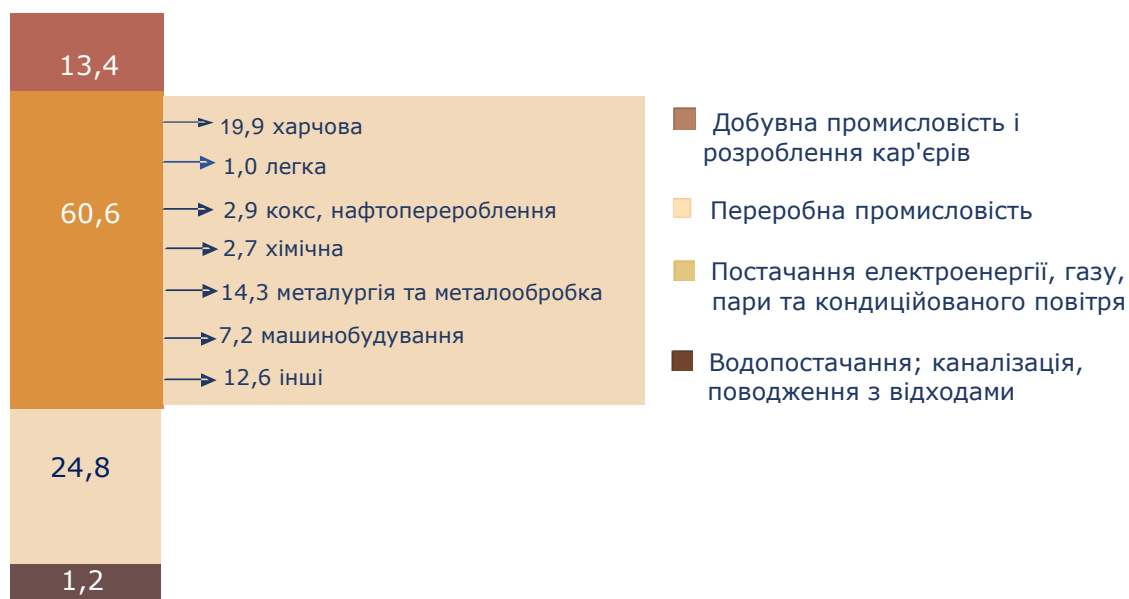 13,4
60,6
24,8
1,2
19,9 харчова
1,0 легка
2,9 кокс, нафтоперероблення
2,7 хімічна
14,3 металургія та металообробка
7,2 машинобудування
12,6 інші
Добувна промисловість і
розроблення кар'єрів
Переробна промисловість
Постачання електроенергії, газу,
пари та кондиційованого повітря
Водопостачання; каналізація,
поводження з відходами